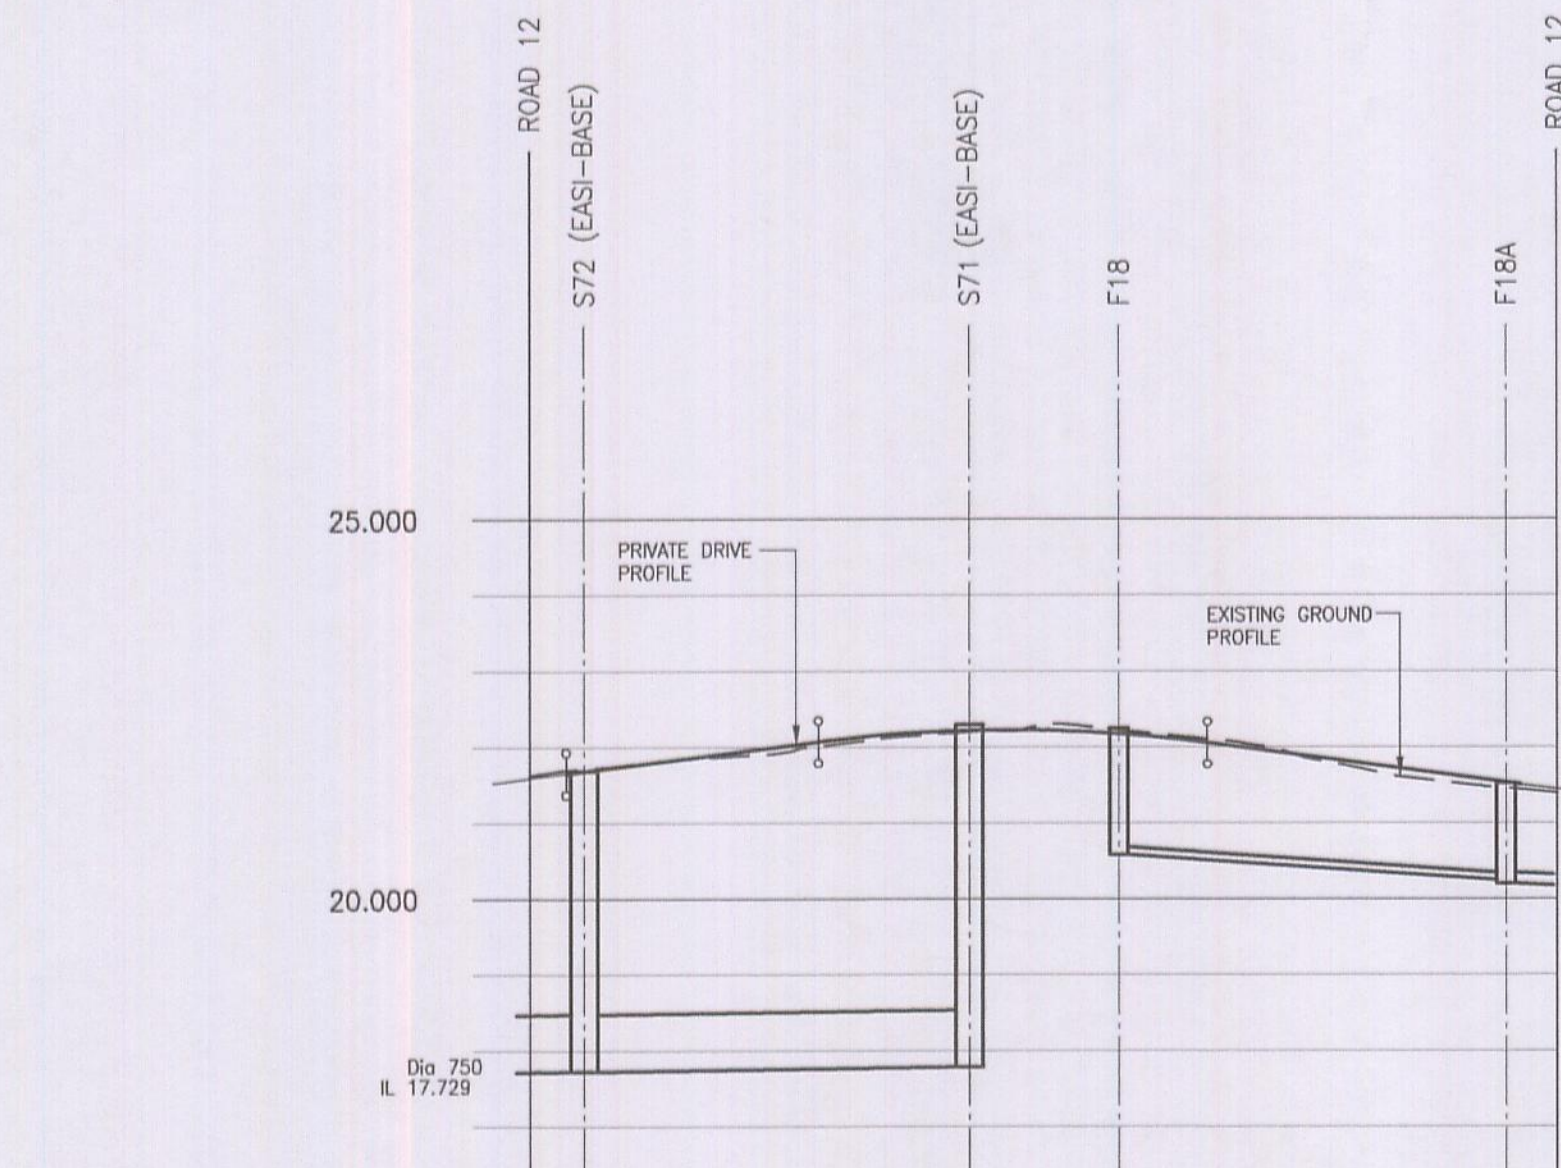 ROAD 12
S72 (EASI-BASE)
S71 (EASI-BASE)
F18
F18A
ROAD 12
25.000
PRIVATE DRIVE
PROFILE
EXISTING GROUND
PROFILE
20.000
Dia 750
IL 17.729